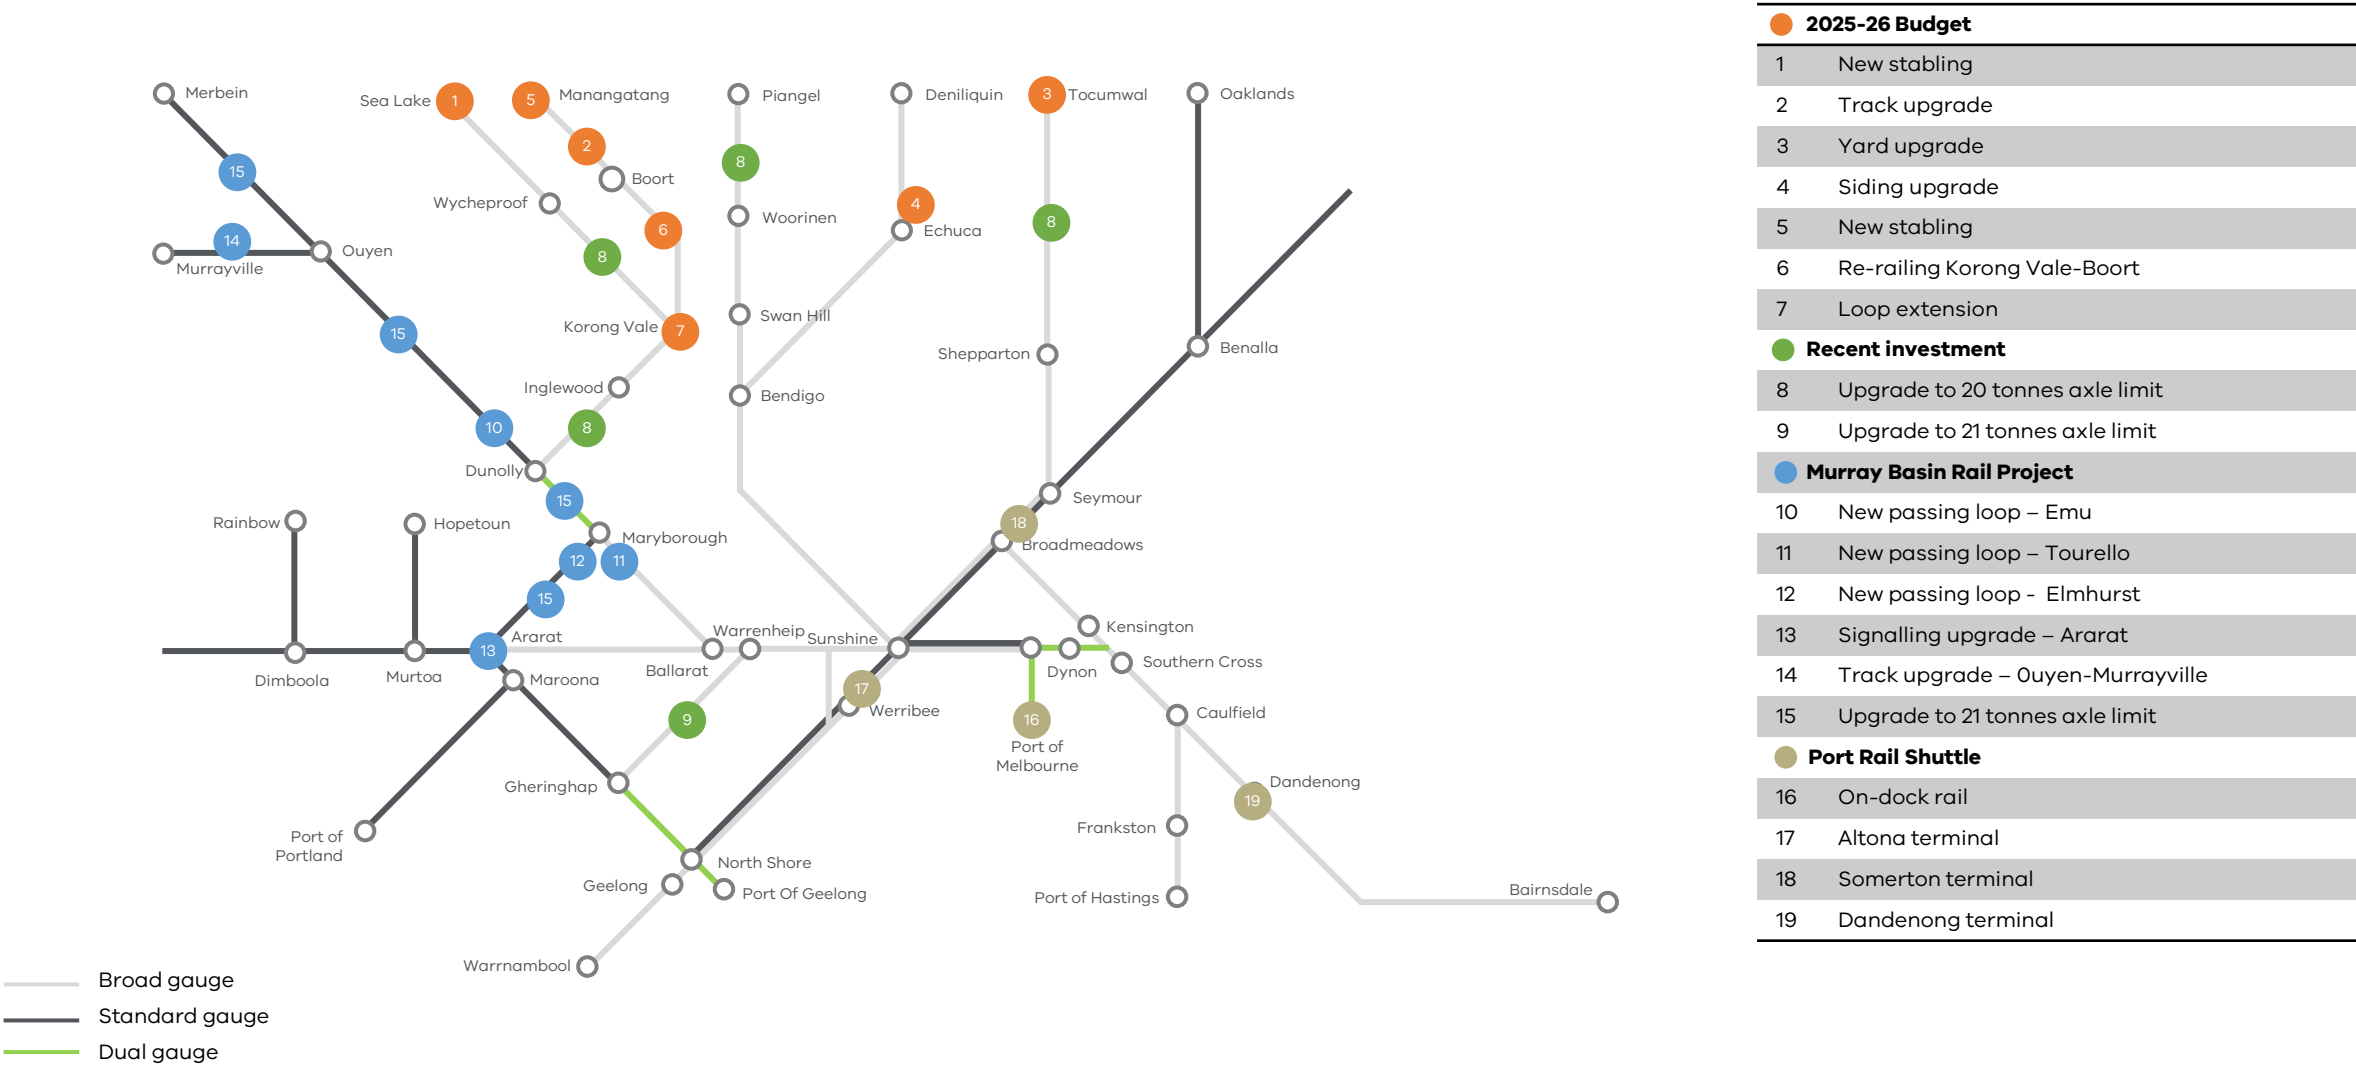 Merbein
Sea Lake
1
5
Manangatang
Piangel
Deniliquin
3
Tocumwal
Oaklands
2
8
15
Boort
Wycheproof
4
Woorinen
8
6
Echuca
14
Ouyen
8
Murrayville
Swan Hill
Korong Vale
7
15
Shepparton
Benalla
Inglewood
Bendigo
10
8
Dunolly
15
Seymour
Rainbow
Hopetoun
18
Maryborough
Broadmeadows
12
11
15
Kensington
Warrenheip
Sunshine
Ararat
13
Southern Cross
Ballarat
Dynon
Dimboola
Murtoa
Maroona
17
Werribee
Caulfield
9
16
Port of
Melbourne
Gheringhap
Dandenong
19
Port of
Portland
Frankston
North Shore
Geelong
Port Of Geelong
Port of Hastings
Bairnsdale
Warrnambool
Broad gauge
Standard gauge
Dual gauge
2025-26 Budget
1 New stabling
2 Track upgrade
3 Yard upgrade
4 Siding upgrade
5 New stabling
6 Re-railing Korong Vale-Boort
7 Loop extension
Recent investment
8 Upgrade to 20 tonnes axle limit
9 Upgrade to 21 tonnes axle limit
Murray Basin Rail Project
10 New passing loop – Emu
11 New passing loop – Tourello
12 New passing loop - Elmhurst
13 Signalling upgrade – Ararat
14 Track upgrade – 0uyen-Murrayville
15 Upgrade to 21 tonnes axle limit
Port Rail Shuttle
16 On-dock rail
17 Altona terminal
18 Somerton terminal
19 Dandenong terminal